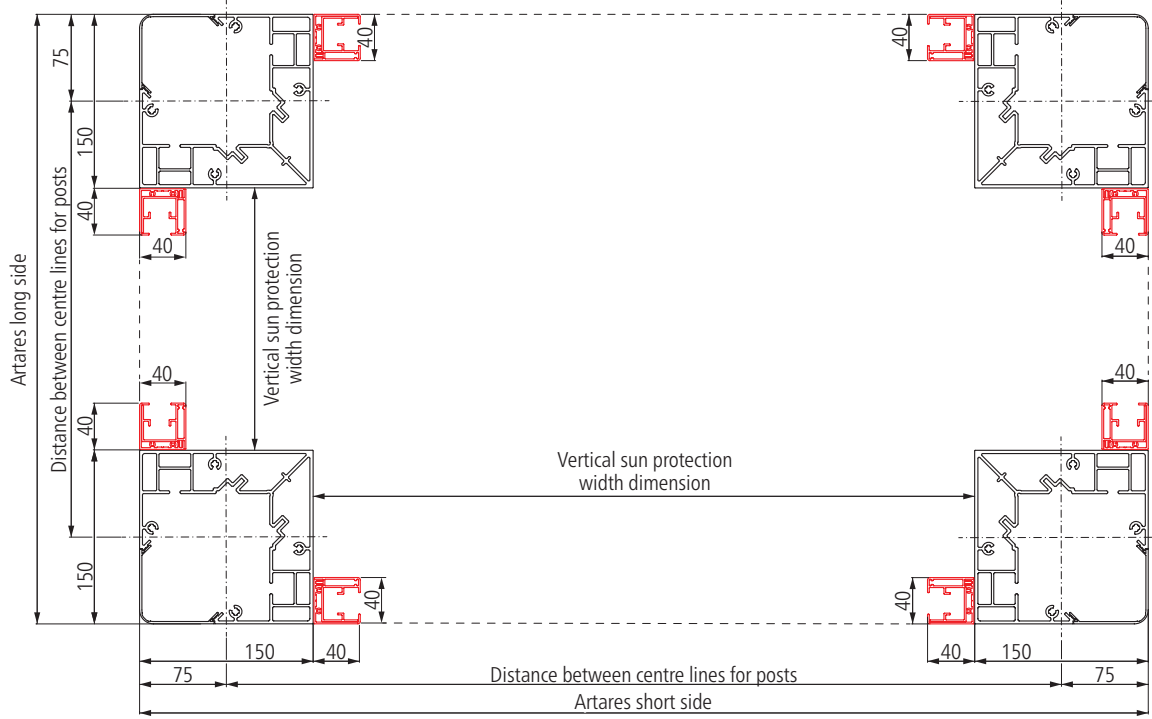 40
40
75
150
40
40
40
Artares long side
Distance between centre lines for posts
Vertical sun protection
width dimension
40
40
40
40
Vertical sun protection
width dimension
150
40
40
150
40
40
150
75
Distance between centre lines for posts
75
Artares short side